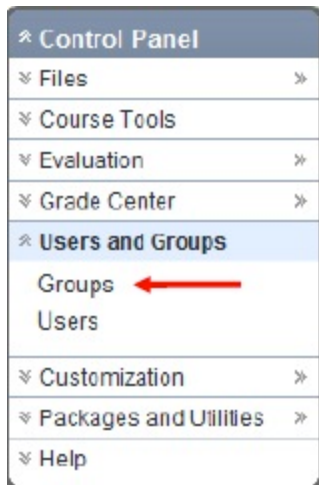 Control Panel
Files
Course Tools
Evaluation
Grade Center
Users and Groups
Groups
Users
Customization
Packages and Utilities
Help